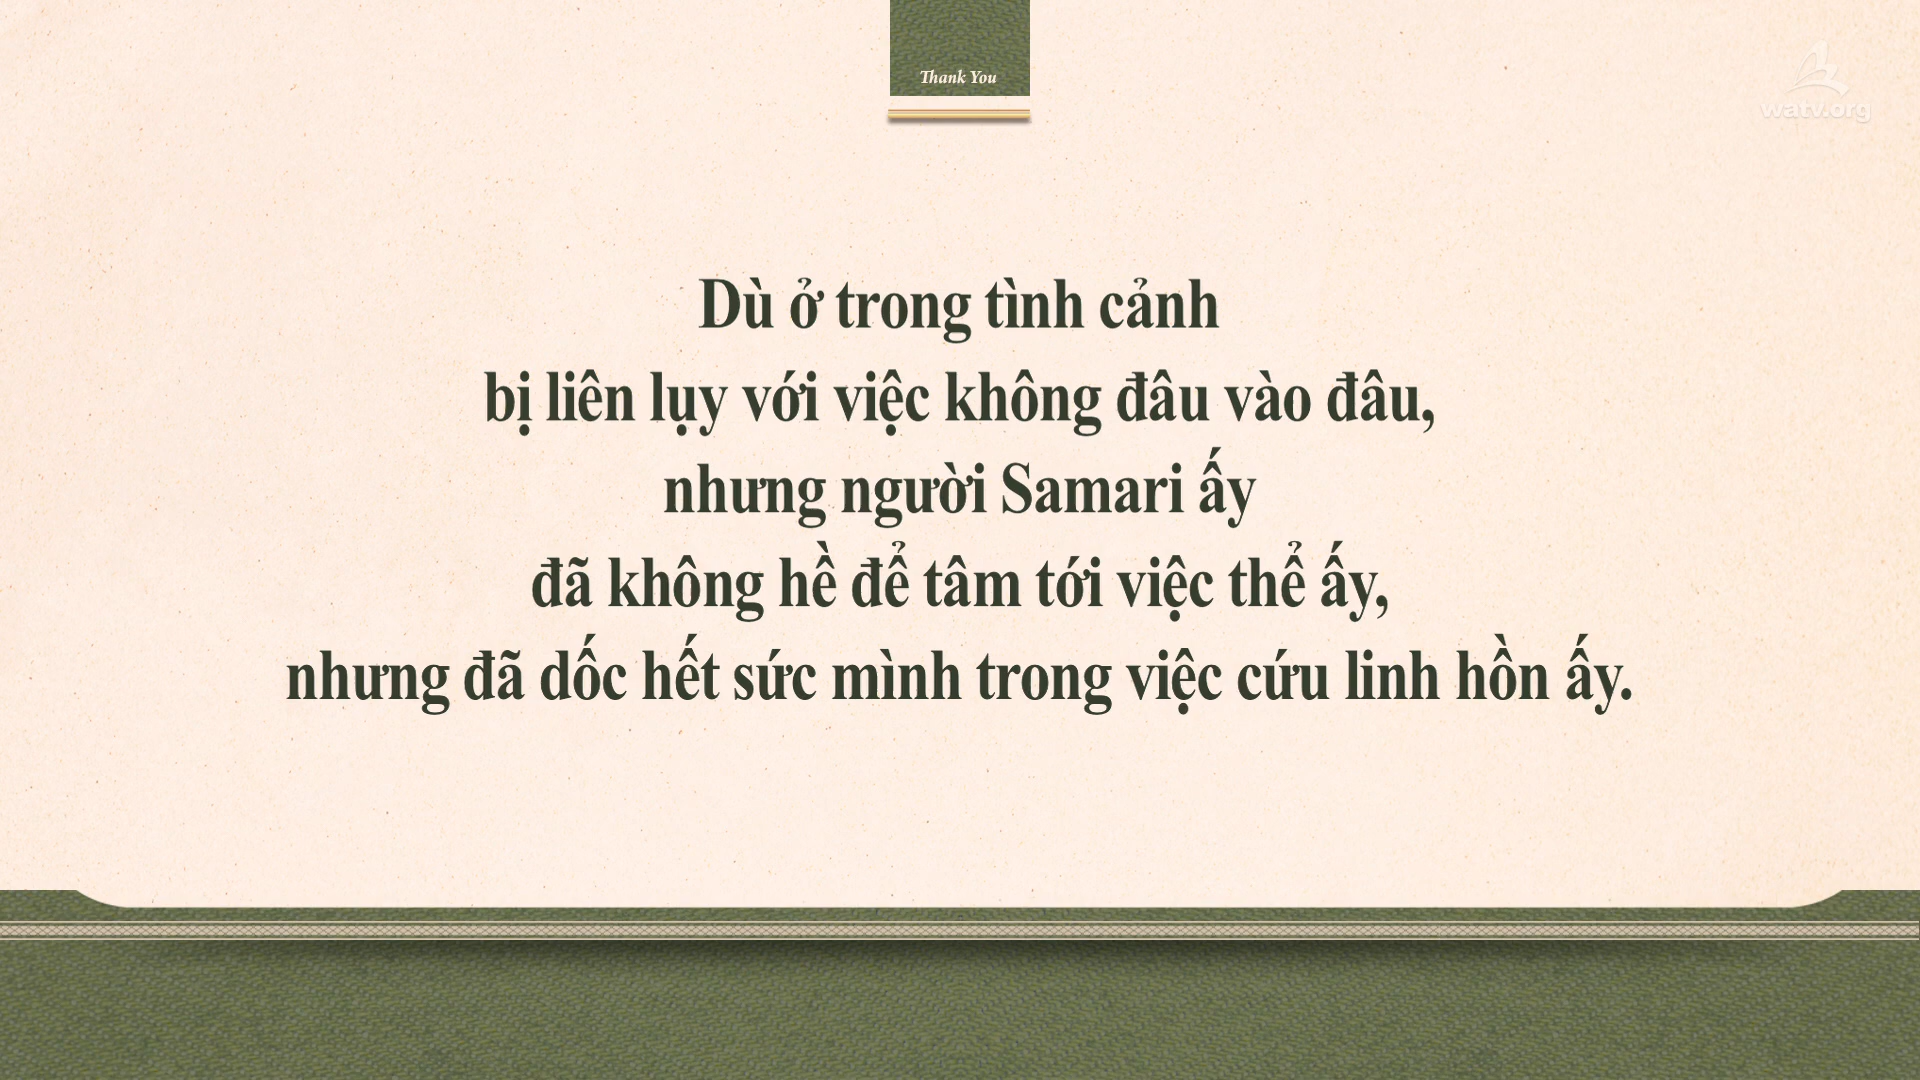 Thank You
watv.org
Dù ở trong tình cảnh
bị liên lụy với việc không đâu vào đâu,
nhưng người Samari ấy
đã không hề để tâm tới việc thể ấy,
nhưng đã dốc hết sức mình trong việc cứu linh hồn ấy.